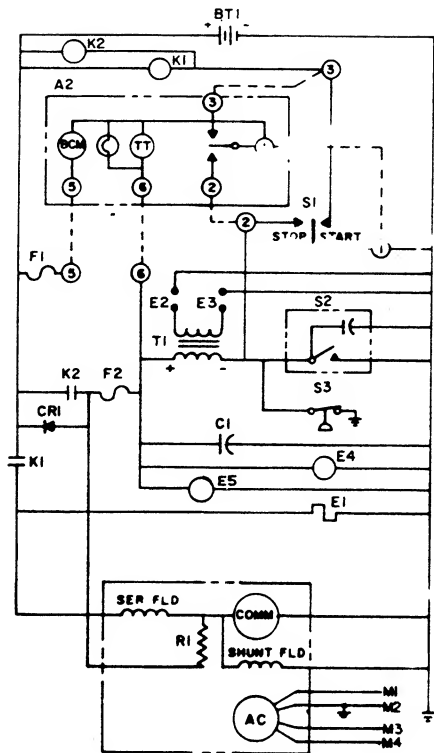 BT1
+ -
K2
K1
A2
3
3
BCM
TT
5
6
2
2
S1
STOP START
F1
5
6
E2 E3
S2
T1
+ -
S3
K2
F2
CR1
C1
E4
K1
E5
E1
SER FLD
COMM
R1
SHUNT FLD
AC
M1
M2
M3
M4